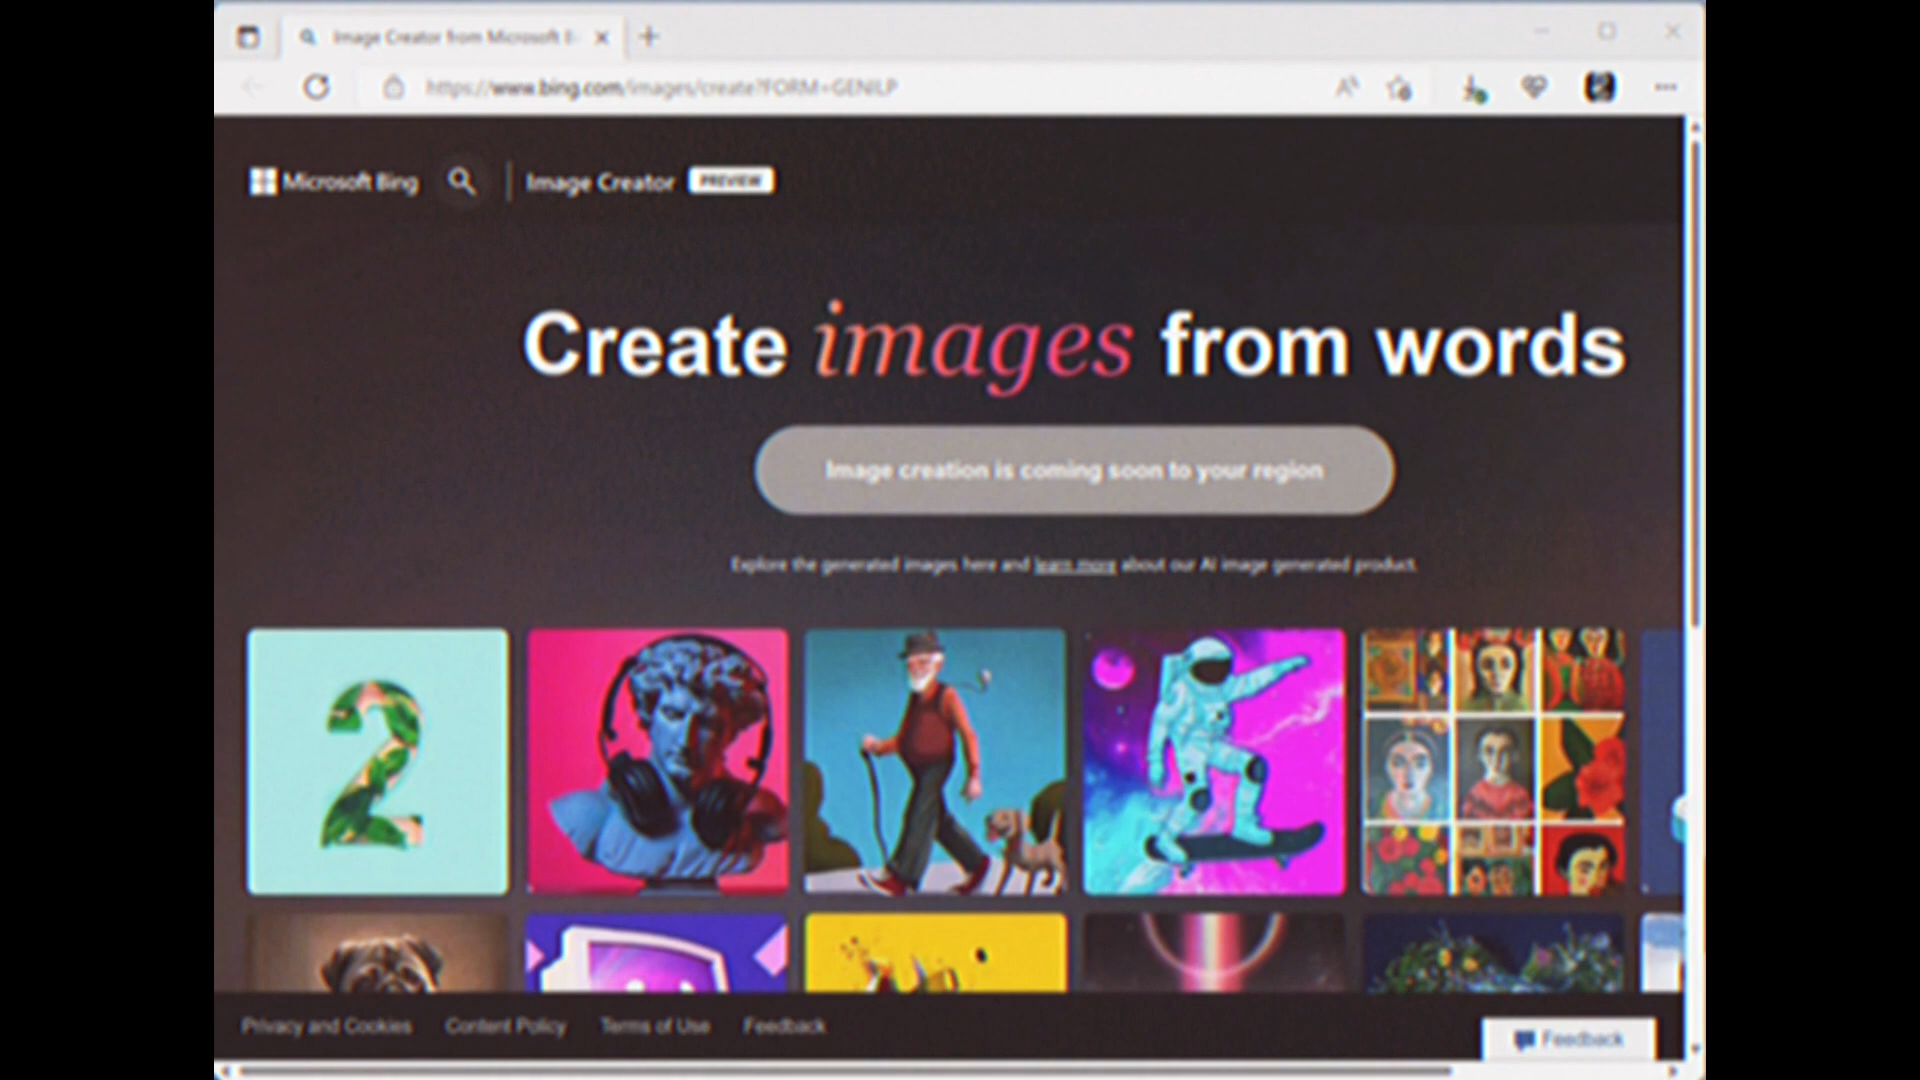 Image Creator from Microsoft B
https://www.bing.com/images/create?FORM=GENILP
Microsoft Bing
Image Creator PREVIEW
Create images from words
Image creation is coming soon to your region
Explore the generated images here and learn more about our AI image generated product.
2
Privacy and Cookies Content Policy Terms of Use Feedback
Feedback